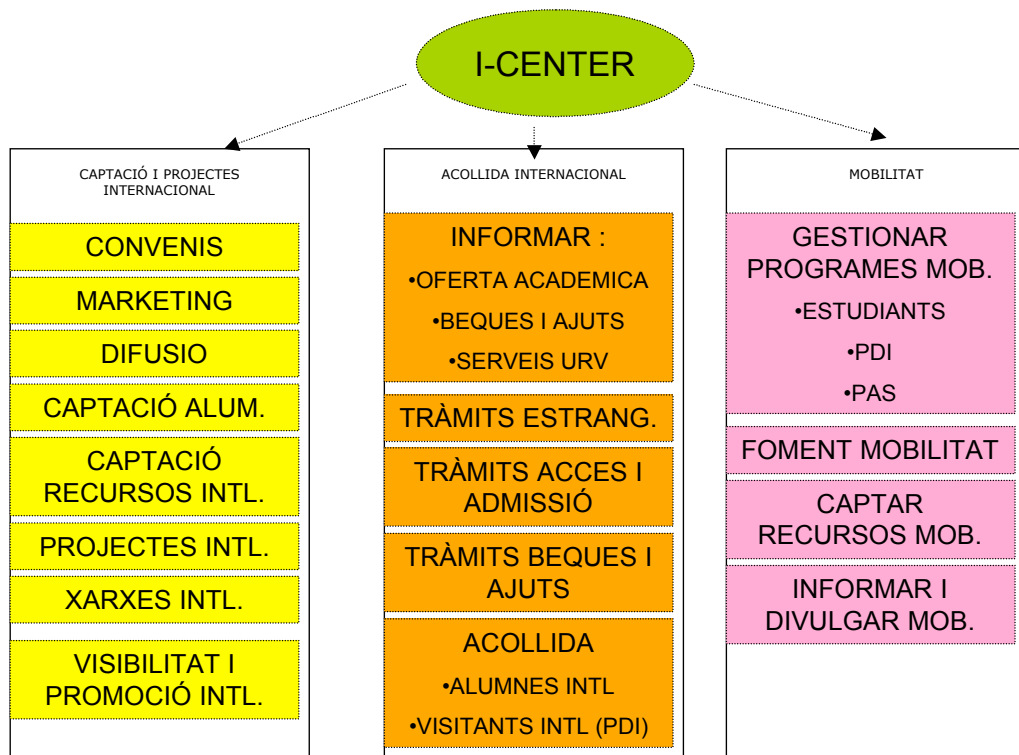 I-CENTER
CAPTACIÓ I PROJECTES
INTERNACIONAL
CONVENIS
MARKETING
DIFUSIO
CAPTACIÓ ALUM.
CAPTACIÓ
RECURSOS INTL.
PROJECTES INTL.
XARXES INTL.
VISIBILITAT I
PROMOCIÓ INTL.
ACOLLIDA INTERNACIONAL
INFORMAR :
•OFERTA ACADEMICA
•BEQUES I AJUTS
•SERVEIS URV
TRÀMITS ESTRANG.
TRÀMITS ACCES I
ADMISSIÓ
TRÀMITS BEQUES I
AJUTS
ACOLLIDA
•ALUMNES INTL
•VISITANTS INTL (PDI)
MOBILITAT
GESTIONAR
PROGRAMES MOB.
•ESTUDIANTS
•PDI
•PAS
FOMENT MOBILITAT
CAPTAR
RECURSOS MOB.
INFORMAR I
DIVULGAR MOB.